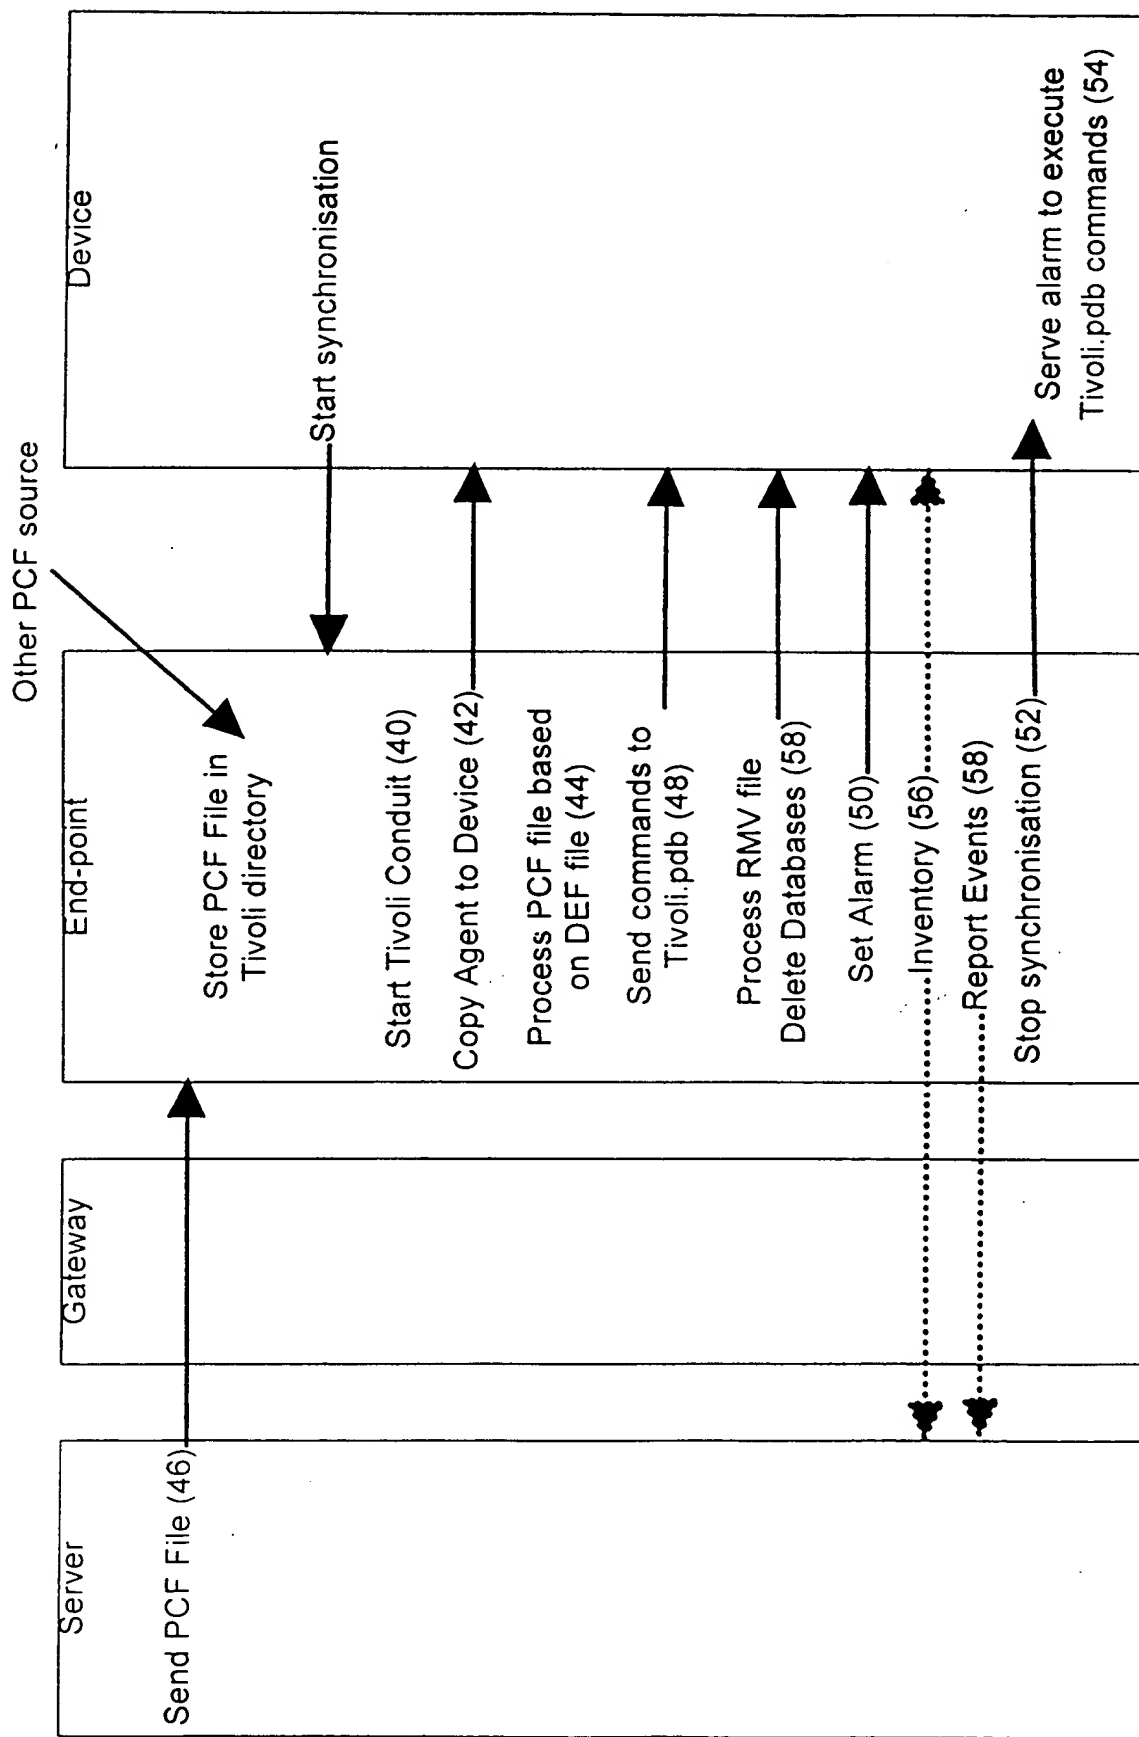 Other PCF source
Server
Gateway
End-point
Device
Send PCF File (46)
Store PCF File in
Tivoli directory
Start synchronisation
Start Tivoli Conduit (40)
Copy Agent to Device (42)
Process PCF file based
on DEF file (44)
Send commands to
Tivoli.pdb (48)
Process RMV file
Delete Databases (58)
Set Alarm (50)
Inventory (56)
Report Events (58)
Stop synchronisation (52)
Serve alarm to execute
Tivoli.pdb commands (54)